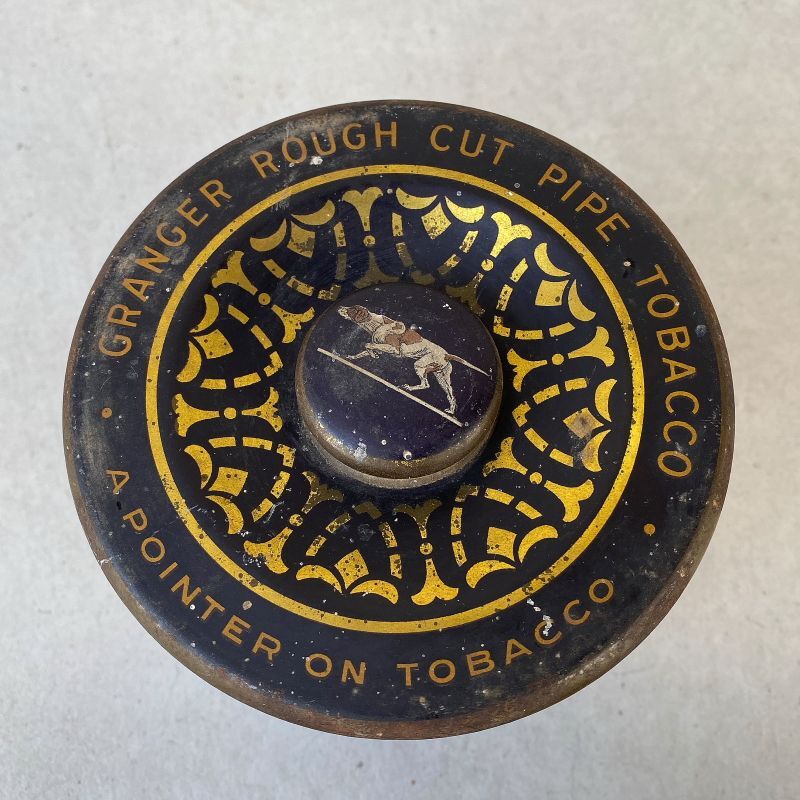 GRANGER ROUGH CUT PIPE TOBACCO
A POINTER ON TOBACCO